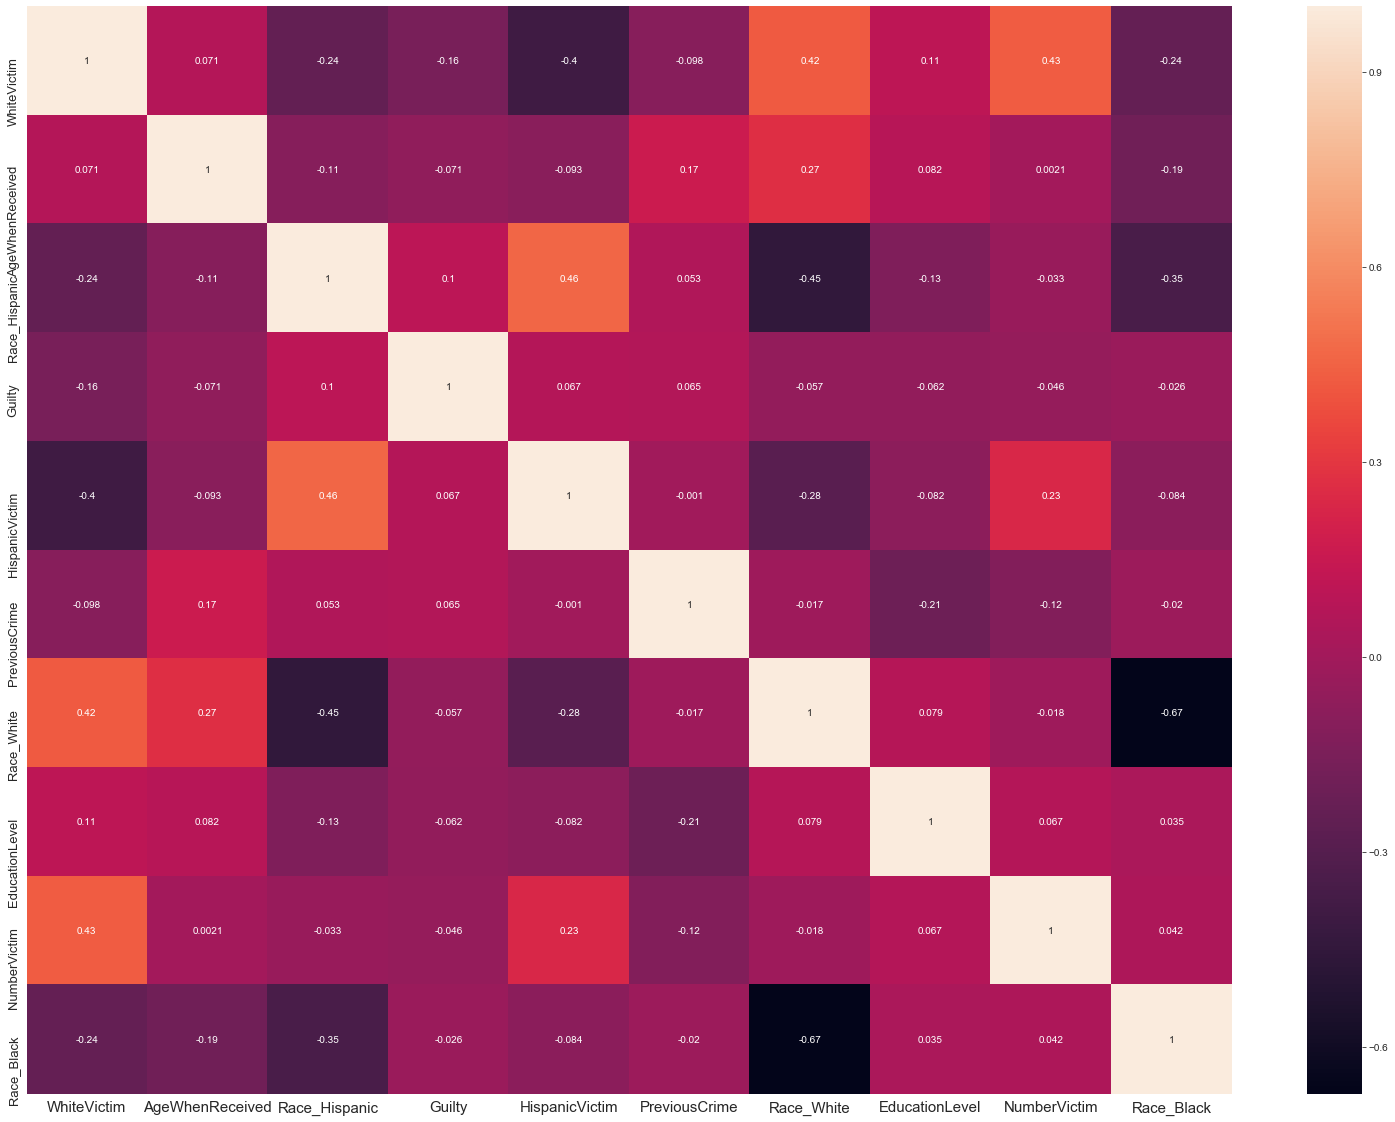 WhiteVictim 1 0.071 -0.24 -0.16 -0.4 -0.098 0.42 0.11 0.43 -0.24
AgeWhenReceived 0.071 1 -0.11 -0.071 -0.093 0.17 0.27 0.082 0.0021 -0.19
Race_Hispanic -0.24 -0.11 1 0.1 0.46 0.053 -0.45 -0.13 -0.033 -0.35
Guilty -0.16 -0.071 0.1 1 0.067 0.065 -0.057 -0.062 -0.046 -0.026
HispanicVictim -0.4 -0.093 0.46 0.067 1 -0.001 -0.28 -0.082 0.23 -0.084
PreviousCrime -0.098 0.17 0.053 0.065 -0.001 1 -0.017 -0.21 -0.12 -0.02
Race_White 0.42 0.27 -0.45 -0.057 -0.28 -0.017 1 0.079 -0.018 -0.67
EducationLevel 0.11 0.082 -0.13 -0.062 -0.082 -0.21 0.079 1 0.067 0.035
NumberVictim 0.43 0.0021 -0.033 -0.046 0.23 -0.12 -0.018 0.067 1 0.042
Race_Black -0.24 -0.19 -0.35 -0.026 -0.084 -0.02 -0.67 0.035 0.042 1
WhiteVictim AgeWhenReceived Race_Hispanic Guilty HispanicVictim PreviousCrime Race_White EducationLevel NumberVictim Race_Black
0.9
0.6
0.3
0.0
−0.3
−0.6